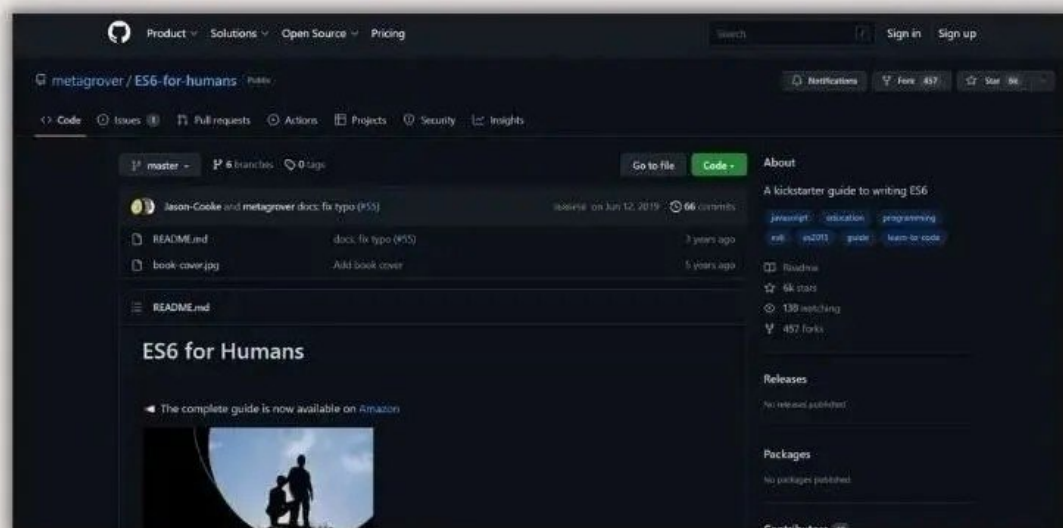 Product Solutions Open Source Pricing Search / Sign in Sign up
metagrover / ES6-for-humans Public Notifications Fork 457 Star 6k
<> Code Issues 1 Pull requests Actions Projects Security Insights
master 6 branches 0 tags Go to file Code
Jason-Cooke and metagrover docs: fix typo (#55) on Jun 12, 2019 66 commits
README.md docs: fix typo (#55) 3 years ago
book-cover.jpg Add book cover 5 years ago
README.md
ES6 for Humans
The complete guide is now available on Amazon
About
A kickstarter guide to writing ES6
javascript education programming
es6 es2015 guide learn-to-code
Readme
6k stars
138 watching
457 forks
Releases
No releases published
Packages
No packages published
Contributors